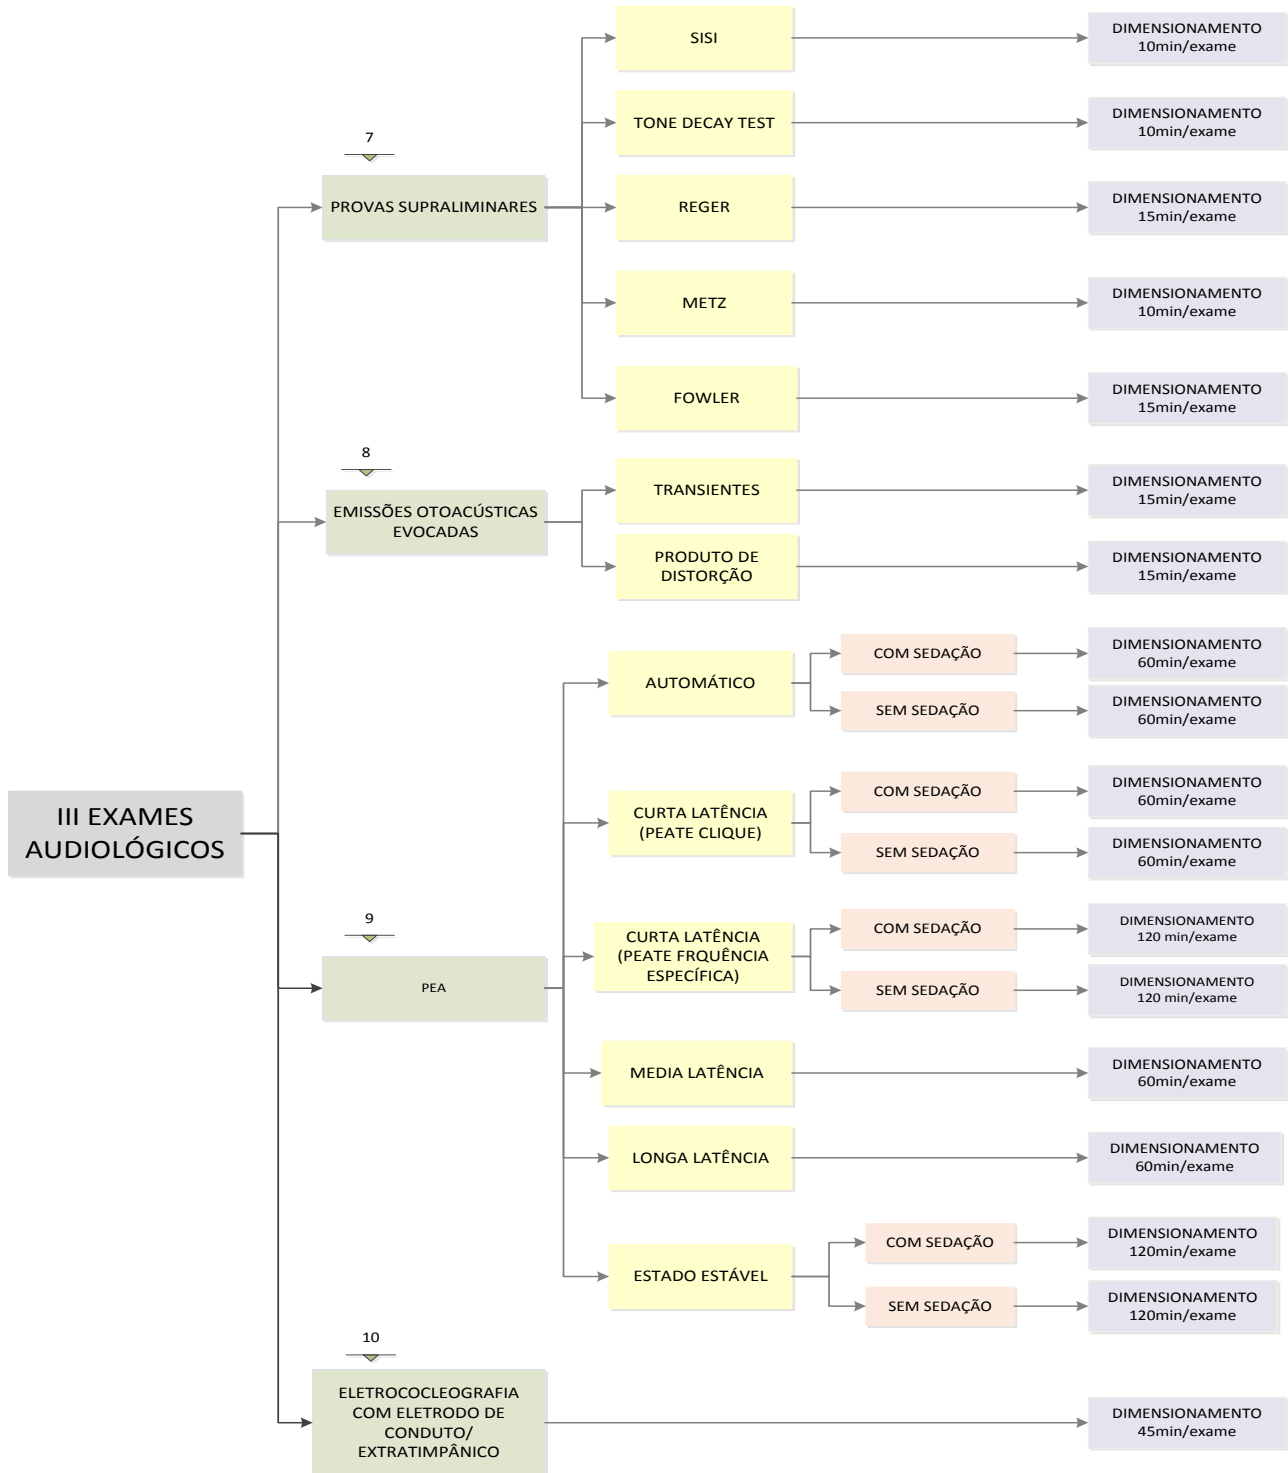 SISI
DIMENSIONAMENTO
10min/exame
TONE DECAY TEST
DIMENSIONAMENTO
10min/exame
7
PROVAS SUPRALIMINARES
REGER
DIMENSIONAMENTO
15min/exame
METZ
DIMENSIONAMENTO
10min/exame
FOWLER
DIMENSIONAMENTO
15min/exame
8
EMISSÕES OTOACÚSTICAS
EVOCADAS
TRANSIENTES
DIMENSIONAMENTO
15min/exame
PRODUTO DE
DISTORÇÃO
DIMENSIONAMENTO
15min/exame
AUTOMÁTICO
COM SEDAÇÃO
DIMENSIONAMENTO
60min/exame
SEM SEDAÇÃO
DIMENSIONAMENTO
60min/exame
III EXAMES
AUDIOLÓGICOS
CURTA LATÊNCIA
(PEATE CLIQUE)
COM SEDAÇÃO
DIMENSIONAMENTO
60min/exame
SEM SEDAÇÃO
DIMENSIONAMENTO
60min/exame
9
PEA
CURTA LATÊNCIA
(PEATE FRQUÊNCIA
ESPECÍFICA)
COM SEDAÇÃO
DIMENSIONAMENTO
120 min/exame
SEM SEDAÇÃO
DIMENSIONAMENTO
120 min/exame
MEDIA LATÊNCIA
DIMENSIONAMENTO
60min/exame
LONGA LATÊNCIA
DIMENSIONAMENTO
60min/exame
ESTADO ESTÁVEL
COM SEDAÇÃO
DIMENSIONAMENTO
120min/exame
SEM SEDAÇÃO
DIMENSIONAMENTO
120min/exame
10
ELETROCOCLEOGRAFIA
COM ELETRODO DE
CONDUTO/
EXTRATIMPÂNICO
DIMENSIONAMENTO
45min/exame